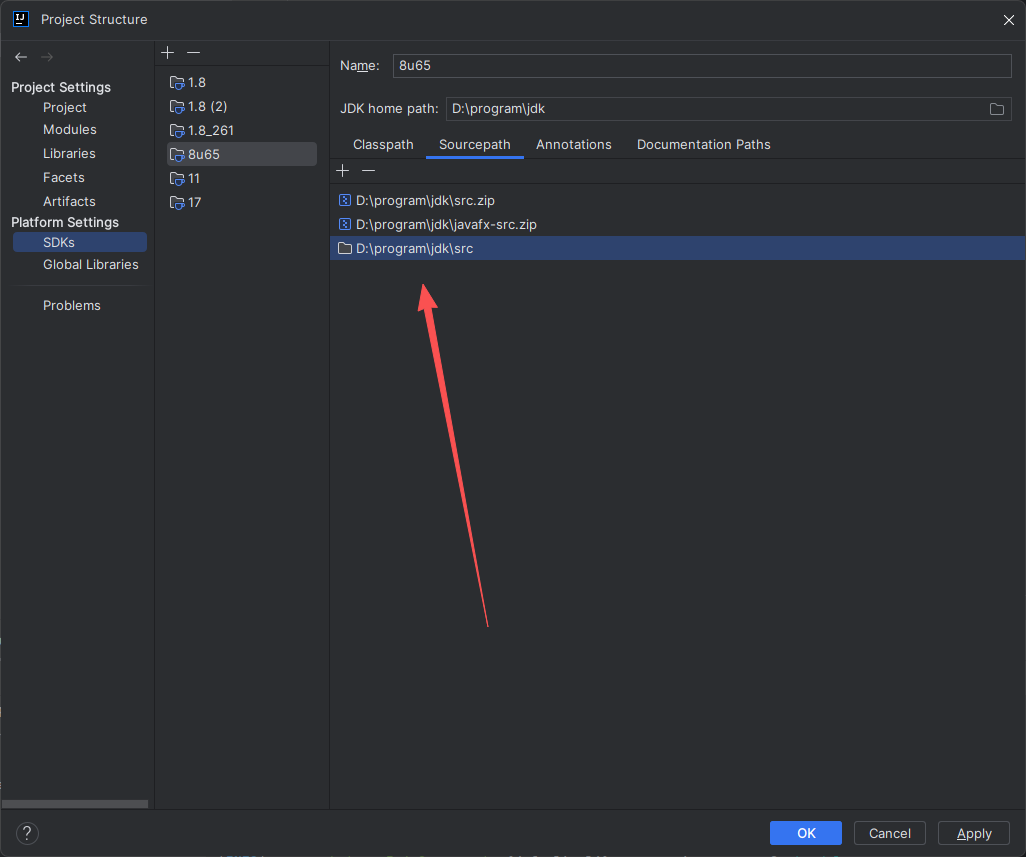 Project Structure
Project Settings
Project
Modules
Libraries
Facets
Artifacts
Platform Settings
SDKs
Global Libraries
Problems
1.8
1.8 (2)
1.8_261
8u65
11
17
Name: 8u65
JDK home path: D:\program\jdk
Classpath Sourcepath Annotations Documentation Paths
D:\program\jdk\src.zip
D:\program\jdk\javafx-src.zip
D:\program\jdk\src
? OK Cancel Apply